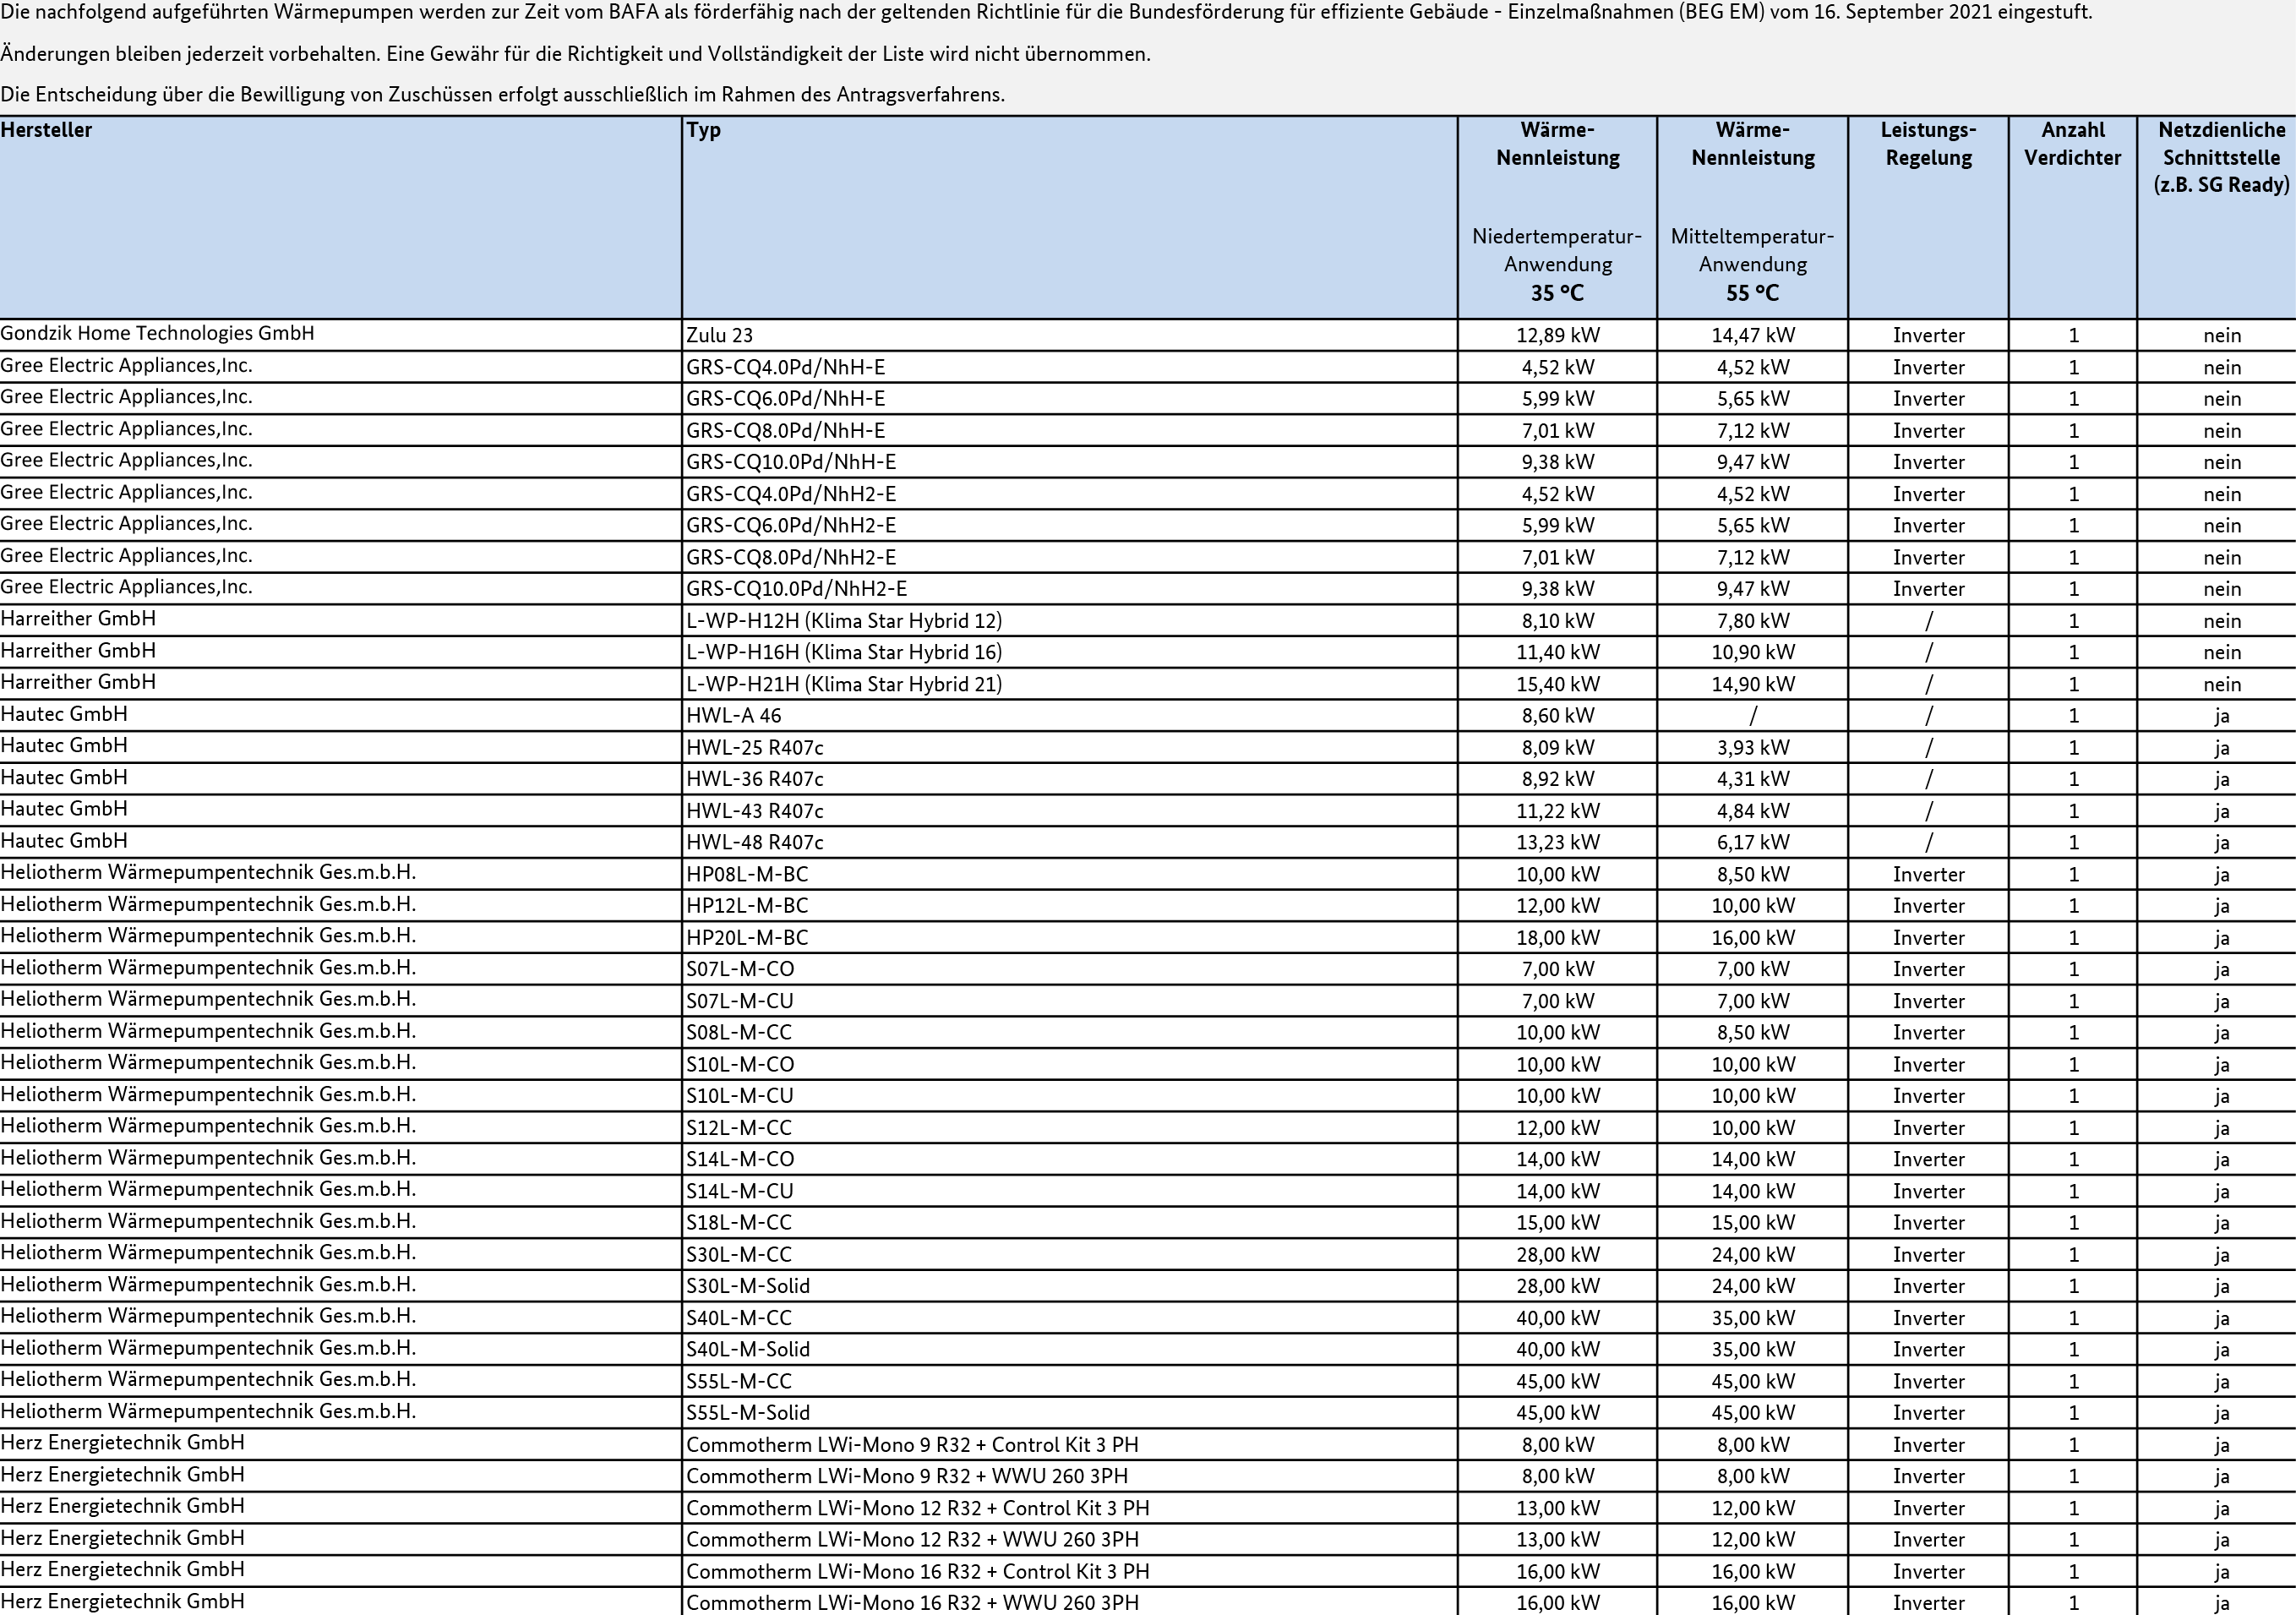 Die nachfolgend aufgeführten Wärmepumpen werden zur Zeit vom BAFA als förderfähig nach der geltenden Richtlinie für die Bundesförderung für effiziente Gebäude - Einzelmaßnahmen (BEG EM) vom 16. September 2021 eingestuft.
Änderungen bleiben jederzeit vorbehalten. Eine Gewähr für die Richtigkeit und Vollständigkeit der Liste wird nicht übernommen.
Die Entscheidung über die Bewilligung von Zuschüssen erfolgt ausschließlich im Rahmen des Antragsverfahrens.
Hersteller Typ Wärme- Wärme- Leistungs- Anzahl Netzdienliche
Nennleistung Nennleistung Regelung Verdichter Schnittstelle
(z.B. SG Ready)
Niedertemperatur- Mitteltemperatur-
Anwendung Anwendung
35 °C 55 °C
Gondzik Home Technologies GmbH Zulu 23 12,89 kW 14,47 kW Inverter 1 nein
Gree Electric Appliances,Inc. GRS-CQ4.0Pd/NhH-E 4,52 kW 4,52 kW Inverter 1 nein
Gree Electric Appliances,Inc. GRS-CQ6.0Pd/NhH-E 5,99 kW 5,65 kW Inverter 1 nein
Gree Electric Appliances,Inc. GRS-CQ8.0Pd/NhH-E 7,01 kW 7,12 kW Inverter 1 nein
Gree Electric Appliances,Inc. GRS-CQ10.0Pd/NhH-E 9,38 kW 9,47 kW Inverter 1 nein
Gree Electric Appliances,Inc. GRS-CQ4.0Pd/NhH2-E 4,52 kW 4,52 kW Inverter 1 nein
Gree Electric Appliances,Inc. GRS-CQ6.0Pd/NhH2-E 5,99 kW 5,65 kW Inverter 1 nein
Gree Electric Appliances,Inc. GRS-CQ8.0Pd/NhH2-E 7,01 kW 7,12 kW Inverter 1 nein
Gree Electric Appliances,Inc. GRS-CQ10.0Pd/NhH2-E 9,38 kW 9,47 kW Inverter 1 nein
Harreither GmbH L-WP-H12H (Klima Star Hybrid 12) 8,10 kW 7,80 kW / 1 nein
Harreither GmbH L-WP-H16H (Klima Star Hybrid 16) 11,40 kW 10,90 kW / 1 nein
Harreither GmbH L-WP-H21H (Klima Star Hybrid 21) 15,40 kW 14,90 kW / 1 nein
Hautec GmbH HWL-A 46 8,60 kW / / 1 ja
Hautec GmbH HWL-25 R407c 8,09 kW 3,93 kW / 1 ja
Hautec GmbH HWL-36 R407c 8,92 kW 4,31 kW / 1 ja
Hautec GmbH HWL-43 R407c 11,22 kW 4,84 kW / 1 ja
Hautec GmbH HWL-48 R407c 13,23 kW 6,17 kW / 1 ja
Heliotherm Wärmepumpentechnik Ges.m.b.H. HP08L-M-BC 10,00 kW 8,50 kW Inverter 1 ja
Heliotherm Wärmepumpentechnik Ges.m.b.H. HP12L-M-BC 12,00 kW 10,00 kW Inverter 1 ja
Heliotherm Wärmepumpentechnik Ges.m.b.H. HP20L-M-BC 18,00 kW 16,00 kW Inverter 1 ja
Heliotherm Wärmepumpentechnik Ges.m.b.H. S07L-M-CO 7,00 kW 7,00 kW Inverter 1 ja
Heliotherm Wärmepumpentechnik Ges.m.b.H. S07L-M-CU 7,00 kW 7,00 kW Inverter 1 ja
Heliotherm Wärmepumpentechnik Ges.m.b.H. S08L-M-CC 10,00 kW 8,50 kW Inverter 1 ja
Heliotherm Wärmepumpentechnik Ges.m.b.H. S10L-M-CO 10,00 kW 10,00 kW Inverter 1 ja
Heliotherm Wärmepumpentechnik Ges.m.b.H. S10L-M-CU 10,00 kW 10,00 kW Inverter 1 ja
Heliotherm Wärmepumpentechnik Ges.m.b.H. S12L-M-CC 12,00 kW 10,00 kW Inverter 1 ja
Heliotherm Wärmepumpentechnik Ges.m.b.H. S14L-M-CO 14,00 kW 14,00 kW Inverter 1 ja
Heliotherm Wärmepumpentechnik Ges.m.b.H. S14L-M-CU 14,00 kW 14,00 kW Inverter 1 ja
Heliotherm Wärmepumpentechnik Ges.m.b.H. S18L-M-CC 15,00 kW 15,00 kW Inverter 1 ja
Heliotherm Wärmepumpentechnik Ges.m.b.H. S30L-M-CC 28,00 kW 24,00 kW Inverter 1 ja
Heliotherm Wärmepumpentechnik Ges.m.b.H. S30L-M-Solid 28,00 kW 24,00 kW Inverter 1 ja
Heliotherm Wärmepumpentechnik Ges.m.b.H. S40L-M-CC 40,00 kW 35,00 kW Inverter 1 ja
Heliotherm Wärmepumpentechnik Ges.m.b.H. S40L-M-Solid 40,00 kW 35,00 kW Inverter 1 ja
Heliotherm Wärmepumpentechnik Ges.m.b.H. S55L-M-CC 45,00 kW 45,00 kW Inverter 1 ja
Heliotherm Wärmepumpentechnik Ges.m.b.H. S55L-M-Solid 45,00 kW 45,00 kW Inverter 1 ja
Herz Energietechnik GmbH Commotherm LWi-Mono 9 R32 + Control Kit 3 PH 8,00 kW 8,00 kW Inverter 1 ja
Herz Energietechnik GmbH Commotherm LWi-Mono 9 R32 + WWU 260 3PH 8,00 kW 8,00 kW Inverter 1 ja
Herz Energietechnik GmbH Commotherm LWi-Mono 12 R32 + Control Kit 3 PH 13,00 kW 12,00 kW Inverter 1 ja
Herz Energietechnik GmbH Commotherm LWi-Mono 12 R32 + WWU 260 3PH 13,00 kW 12,00 kW Inverter 1 ja
Herz Energietechnik GmbH Commotherm LWi-Mono 16 R32 + Control Kit 3 PH 16,00 kW 16,00 kW Inverter 1 ja
Herz Energietechnik GmbH Commotherm LWi-Mono 16 R32 + WWU 260 3PH 16,00 kW 16,00 kW Inverter 1 ja